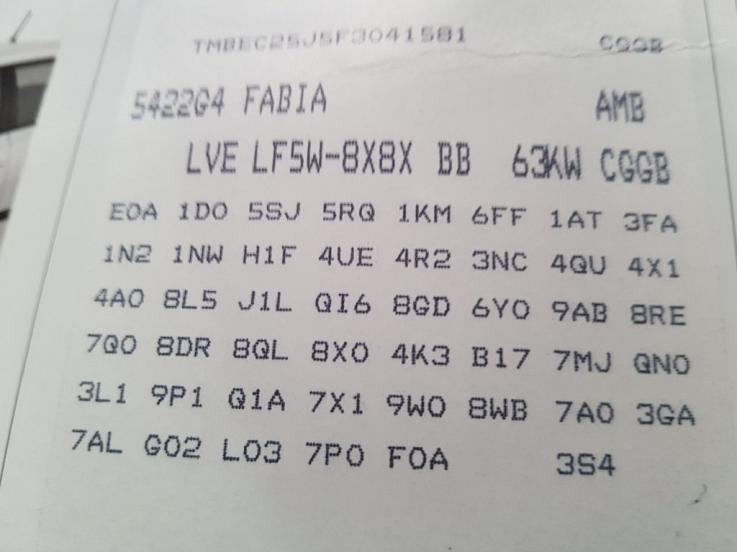 TMBEC25J5F3041581 CGGB
5422G4 FABIA AMB
LVE LF5W-8X8X BB 63KW CGGB
E0A 1D0 5SJ 5RQ 1KM 6FF 1AT 3FA
1N2 1NW H1F 4UE 4R2 3NC 4QU 4X1
4A0 8L5 J1L QI6 8GD 6Y0 9AB 8RE
7Q0 8DR 8QL 8X0 4K3 B17 7MJ QN0
3L1 9P1 Q1A 7X1 9W0 8WB 7A0 3GA
7AL G02 L03 7P0 F0A 3S4